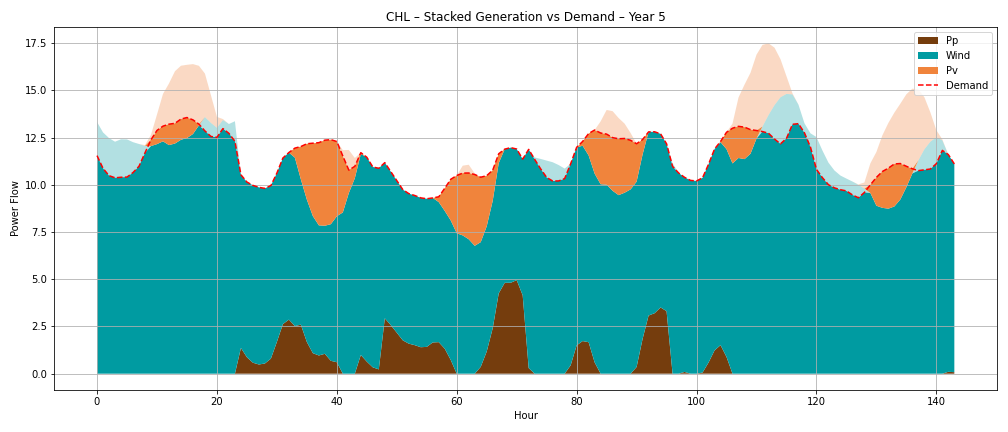 CHL – Stacked Generation vs Demand – Year 5
Pp
Wind
Pv
Demand
Power Flow
17.5
15.0
12.5
10.0
7.5
5.0
2.5
0.0
0 20 40 60 80 100 120 140
Hour